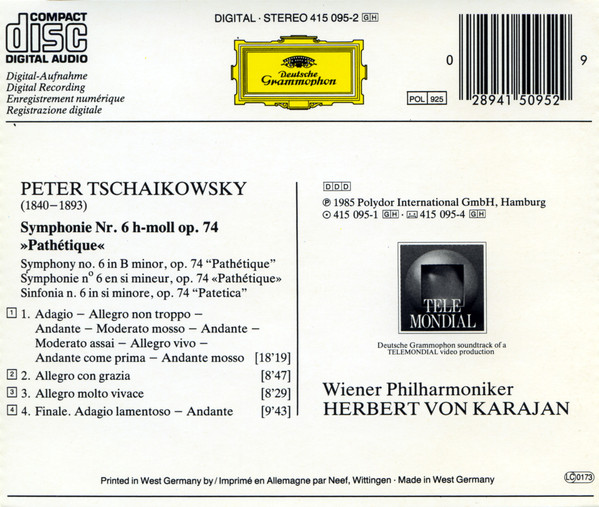 COMPACT
disc
DIGITAL AUDIO
Digital-Aufnahme
Digital Recording
Enregistrement numérique
Registrazione digitale
DIGITAL · STEREO 415 095-2 GH
Deutsche
Grammophon
POL 925
0 28941 50952 9
PETER TSCHAIKOWSKY
(1840–1893)
Symphonie Nr. 6 h-moll op. 74
»Pathétique«
Symphony no. 6 in B minor, op. 74 “Pathétique”
Symphonie nº 6 en si mineur, op. 74 «Pathétique»
Sinfonia n. 6 in si minore, op. 74 “Patetica”
1 1. Adagio – Allegro non troppo –
Andante – Moderato mosso – Andante –
Moderato assai – Allegro vivo –
Andante come prima – Andante mosso [18'19]
2 2. Allegro con grazia [8'47]
3 3. Allegro molto vivace [8'29]
4 4. Finale. Adagio lamentoso – Andante [9'43]
DDD
℗ 1985 Polydor International GmbH, Hamburg
415 095-1 GH · 415 095-4 GH
TELE
MONDIAL
Deutsche Grammophon soundtrack of a
TELEMONDIAL video production
Wiener Philharmoniker
HERBERT VON KARAJAN
Printed in West Germany by / Imprimé en Allemagne par Neef, Wittingen · Made in West Germany
LC 0173